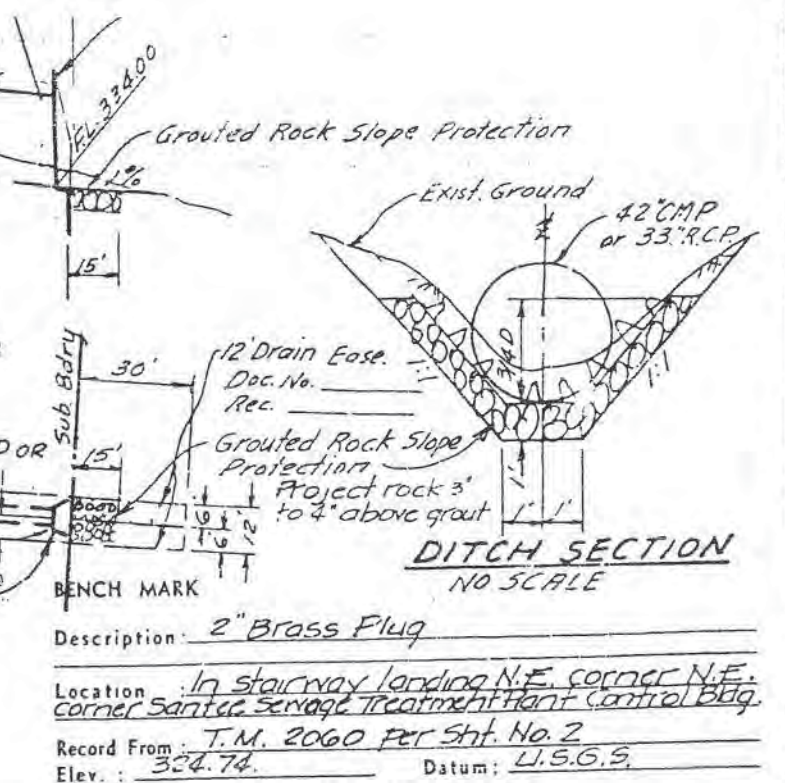 F.L. 334.00
Grouted Rock Slope Protection
1%
15'
Exist. Ground
42" CMP
or 33" R.C.P.
3/4 D
1:1
1:1
1'
1' 1'
DITCH SECTION
NO SCALE
Sub. Bdry
30'
12' Drain Ease.
Doc. No.
Rec.
15'
Grouted Rock Slope
Protection
Project rock 3"
to 4" above grout
OR
6'
6'
12'
BENCH MARK
Description: 2" Brass Plug
Location: In stairway landing N.E. corner N.E.
corner Santee Sewage Treatment Plant Control Bldg.
Record From: T.M. 2060 per Sht. No. 2
Elev.: 324.74. Datum: U.S.G.S.